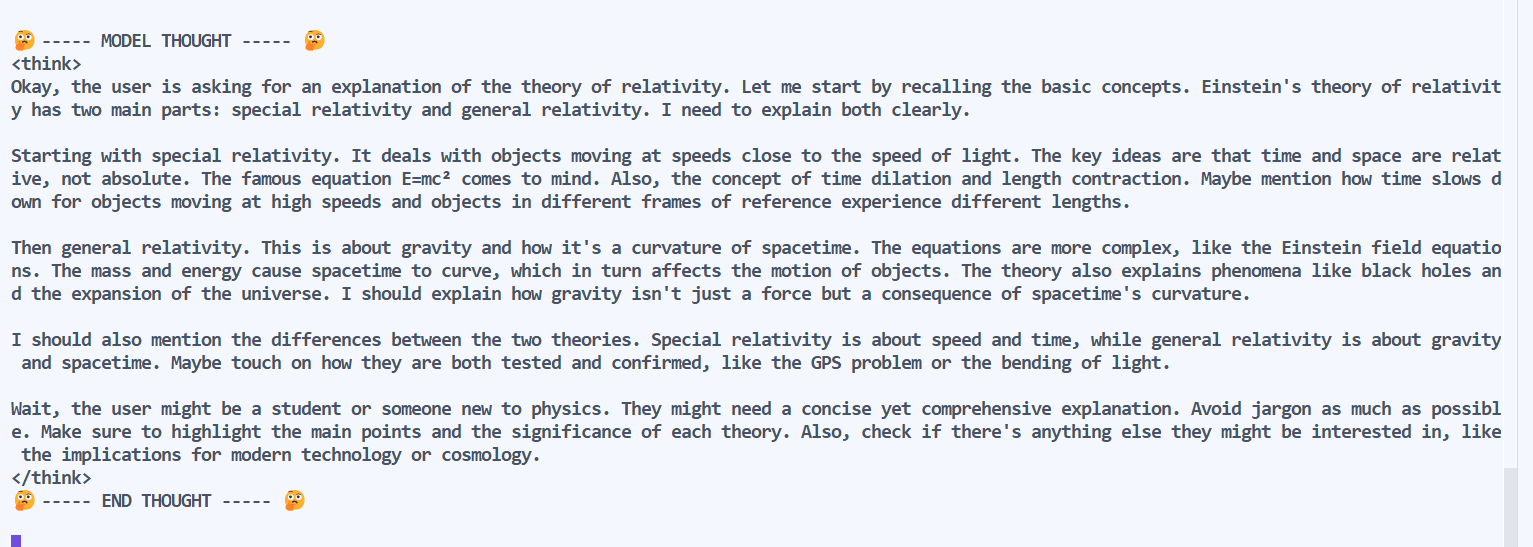 🤔 ----- MODEL THOUGHT ----- 🤔
<think>
Okay, the user is asking for an explanation of the theory of relativity. Let me start by recalling the basic concepts. Einstein's theory of relativit
y has two main parts: special relativity and general relativity. I need to explain both clearly.

Starting with special relativity. It deals with objects moving at speeds close to the speed of light. The key ideas are that time and space are relat
ive, not absolute. The famous equation E=mc² comes to mind. Also, the concept of time dilation and length contraction. Maybe mention how time slows d
own for objects moving at high speeds and objects in different frames of reference experience different lengths.

Then general relativity. This is about gravity and how it's a curvature of spacetime. The equations are more complex, like the Einstein field equatio
ns. The mass and energy cause spacetime to curve, which in turn affects the motion of objects. The theory also explains phenomena like black holes an
d the expansion of the universe. I should explain how gravity isn't just a force but a consequence of spacetime's curvature.

I should also mention the differences between the two theories. Special relativity is about speed and time, while general relativity is about gravity
 and spacetime. Maybe touch on how they are both tested and confirmed, like the GPS problem or the bending of light.

Wait, the user might be a student or someone new to physics. They might need a concise yet comprehensive explanation. Avoid jargon as much as possibl
e. Make sure to highlight the main points and the significance of each theory. Also, check if there's anything else they might be interested in, like
 the implications for modern technology or cosmology.
</think>
🤔 ----- END THOUGHT ----- 🤔